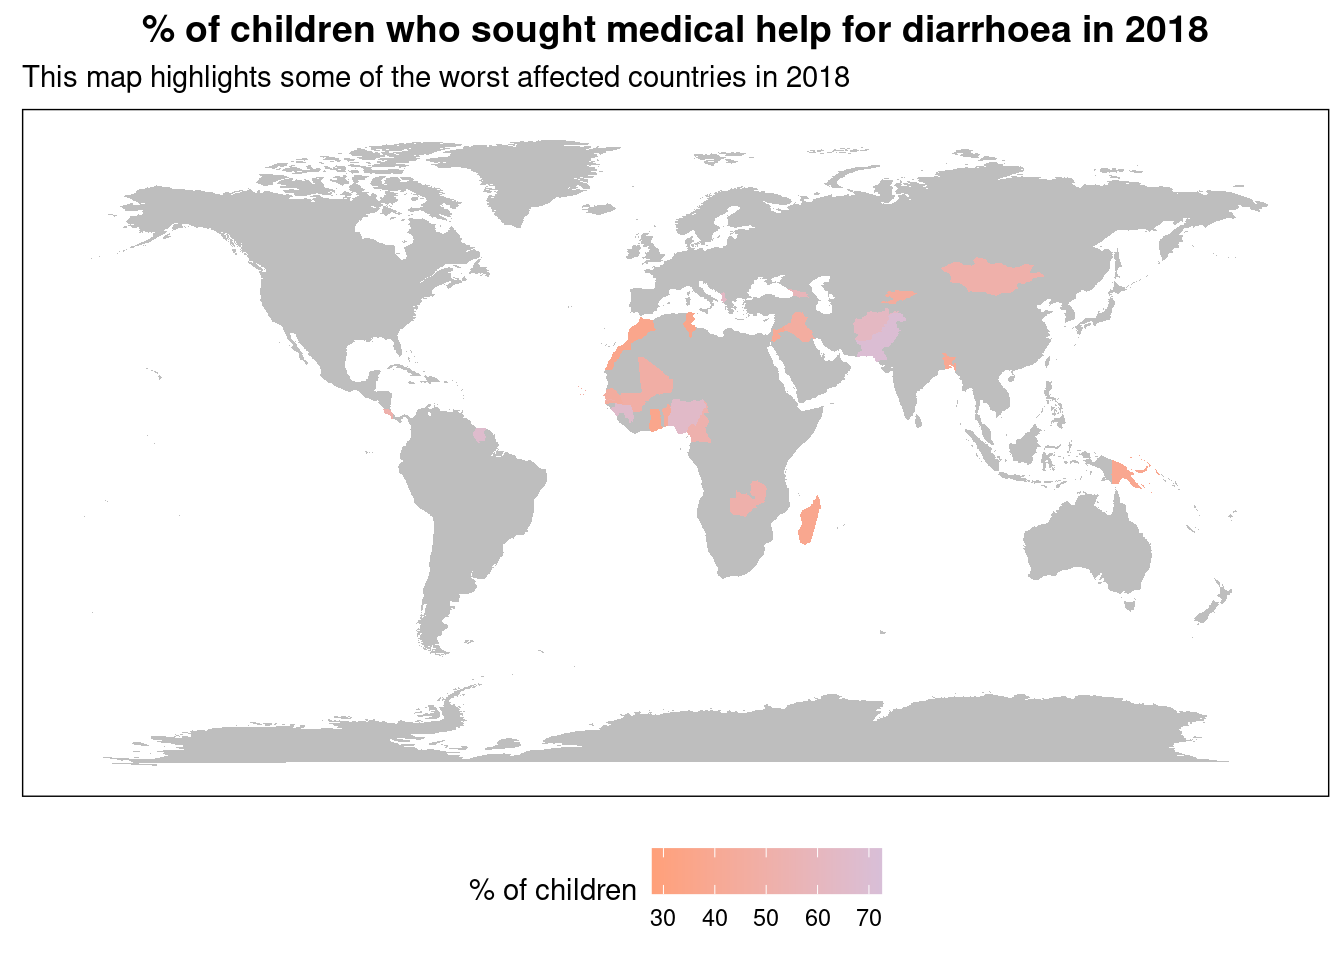 % of children who sought medical help for diarrhoea in 2018
This map highlights some of the worst affected countries in 2018
% of children
30 40 50 60 70